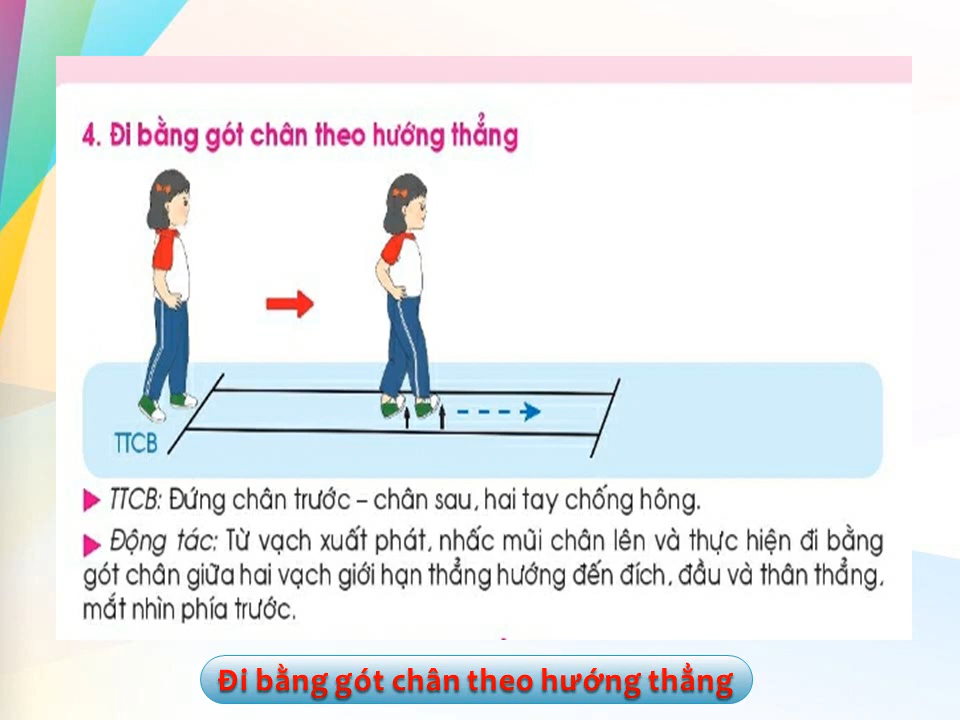 4. Đi bằng gót chân theo hướng thẳng
TTCB
TTCB: Đứng chân trước – chân sau, hai tay chống hông.
Động tác: Từ vạch xuất phát, nhấc mũi chân lên và thực hiện đi bằng
gót chân giữa hai vạch giới hạn thẳng hướng đến đích, đầu và thân thẳng,
mắt nhìn phía trước.
Đi bằng gót chân theo hướng thẳng